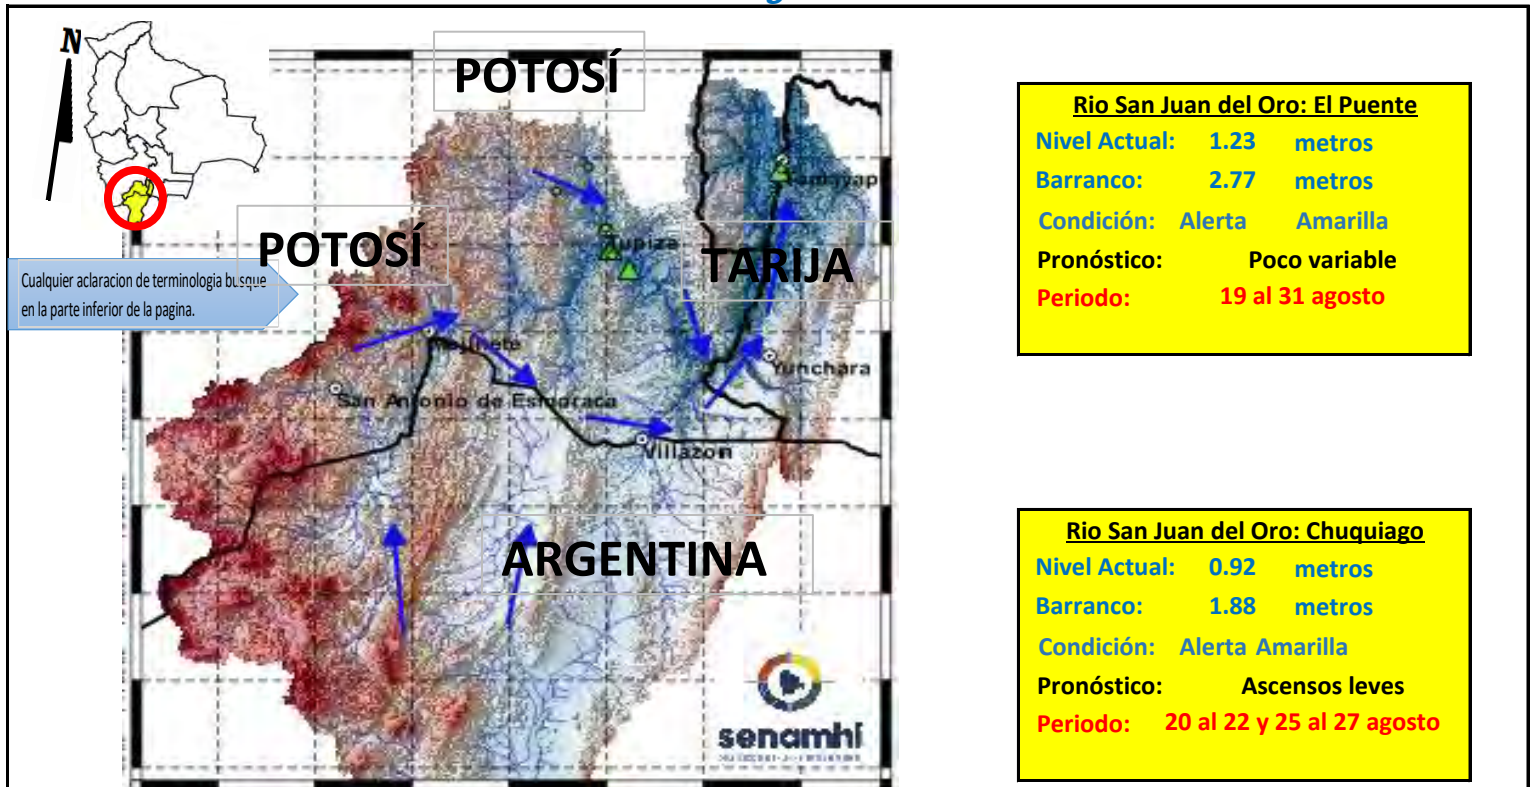 N
POTOSÍ
POTOSÍ
TARIJA
Cualquier aclaracion de terminologia busque
en la parte inferior de la pagina.
Tupiza
Yunchara
San Antonio de Esmoraca
Villazon
ARGENTINA
senamhi
Rio San Juan del Oro: El Puente
Nivel Actual: 1.23 metros
Barranco: 2.77 metros
Condición: Alerta Amarilla
Pronóstico: Poco variable
Periodo: 19 al 31 agosto
Rio San Juan del Oro: Chuquiago
Nivel Actual: 0.92 metros
Barranco: 1.88 metros
Condición: Alerta Amarilla
Pronóstico: Ascensos leves
Periodo: 20 al 22 y 25 al 27 agosto